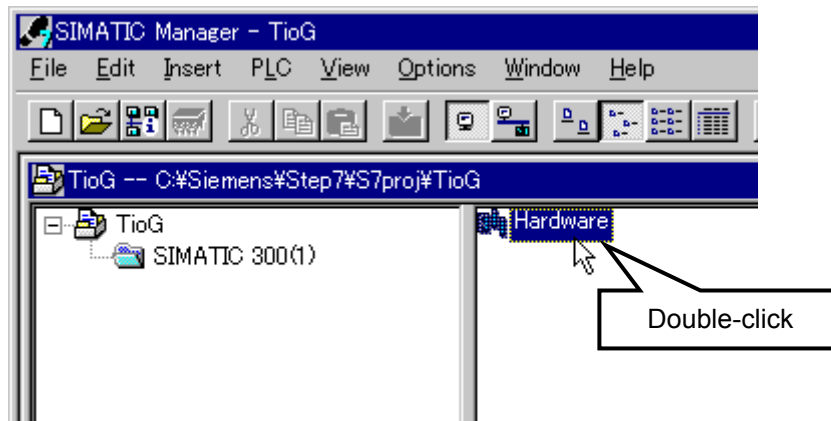 SIMATIC Manager - TioG
File Edit Insert PLC View Options Window Help
TioG -- C:¥Siemens¥Step7¥S7proj¥TioG
TioG
SIMATIC 300(1)
Hardware
Double-click